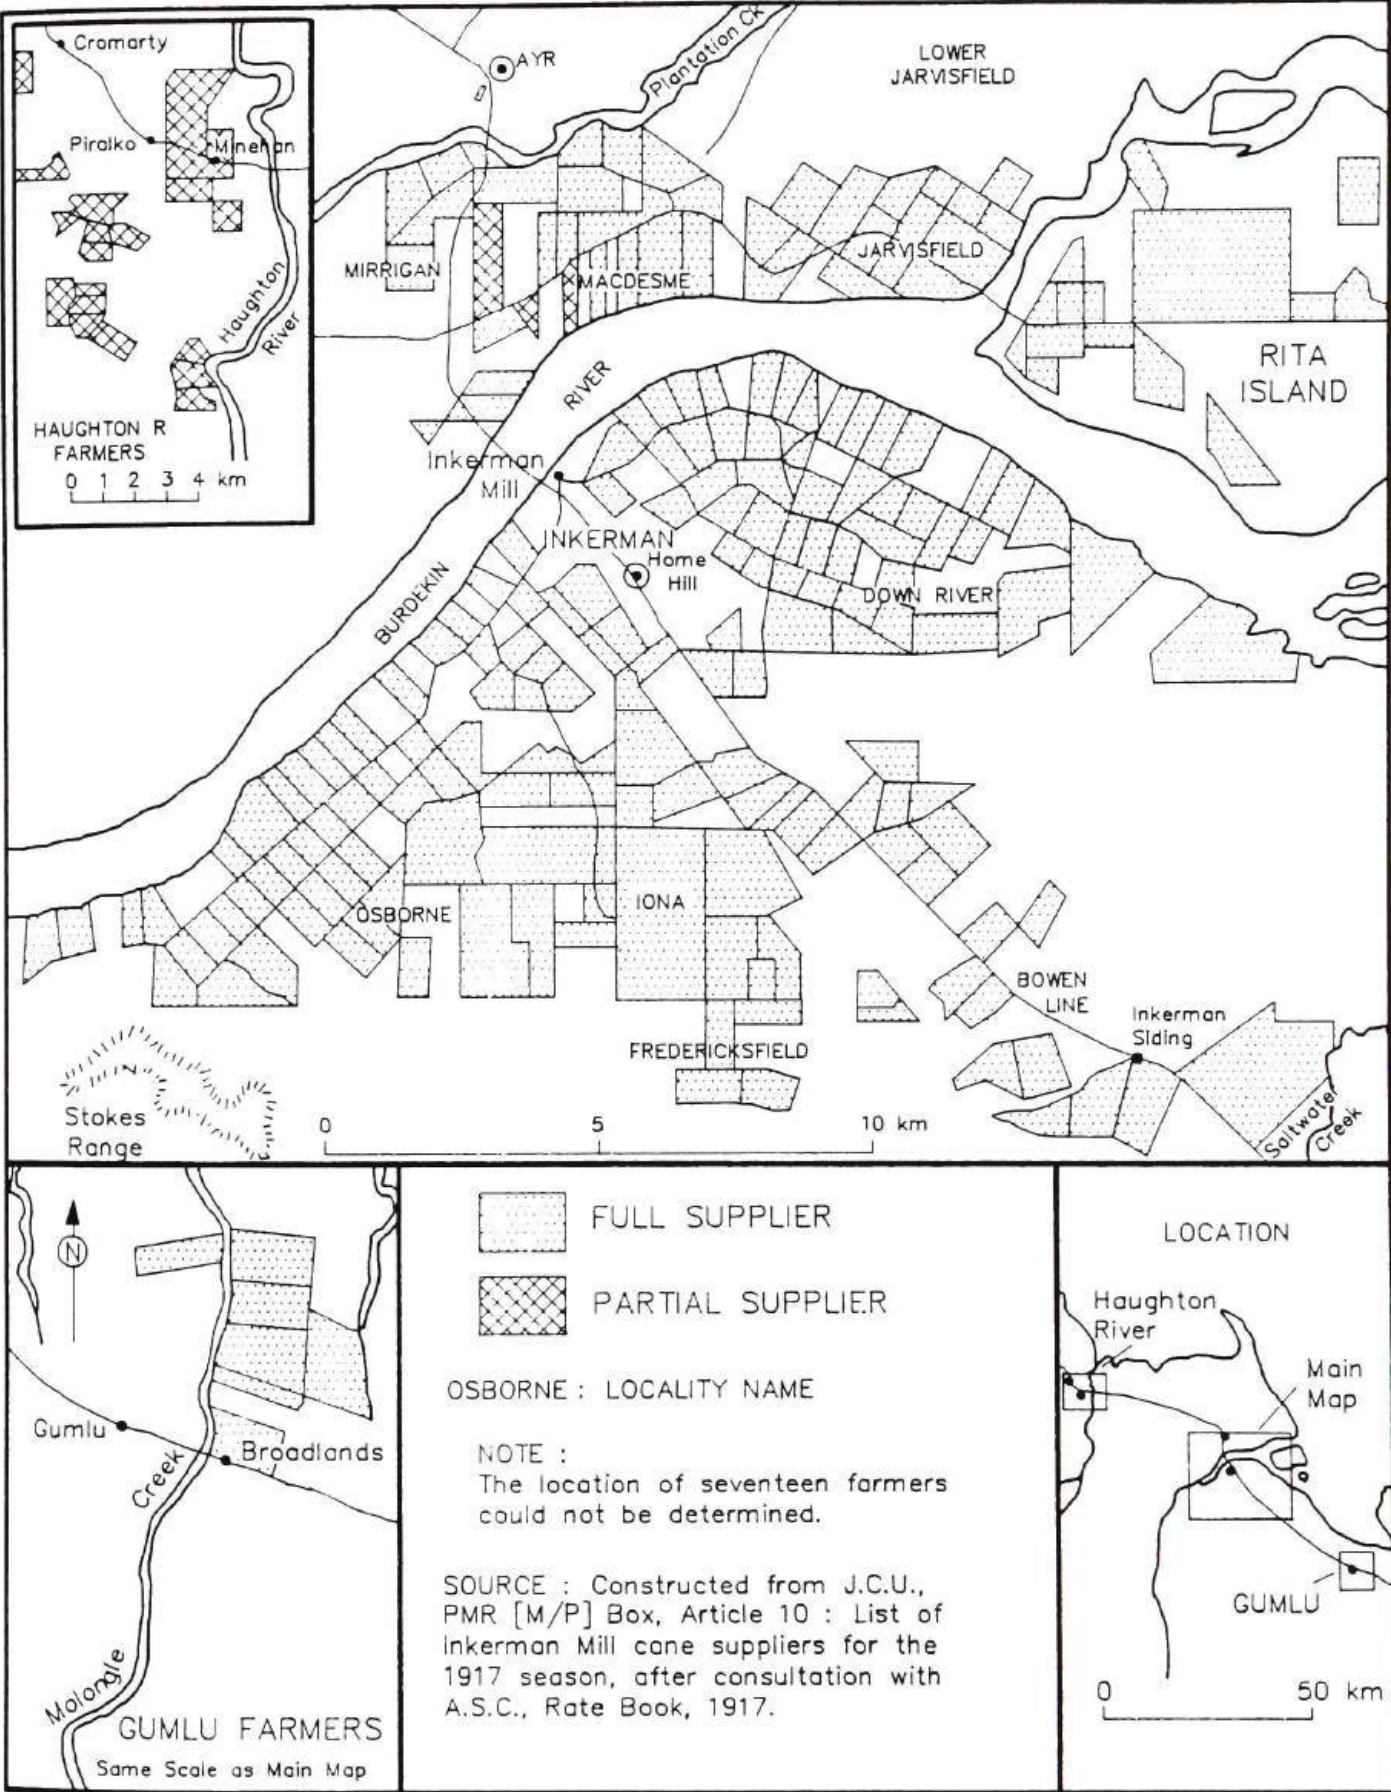 Cromarty
Piralko
Minehan
Haughton
River
HAUGHTON R
FARMERS
0 1 2 3 4 km
AYR
Plantation Ck
LOWER
JARVISFIELD
MIRRIGAN
MACDESME
JARVISFIELD
RITA
ISLAND
RIVER
BURDEKIN
Inkerman
Mill
INKERMAN
Home
Hill
DOWN RIVER
OSBORNE
IONA
BOWEN
LINE
Inkerman
Siding
FREDERICKSFIELD
Saltwater
Creek
Stokes
Range
0 5 10 km
N
Gumlu
Broadlands
Creek
Molongle
GUMLU FARMERS
Same Scale as Main Map
FULL SUPPLIER
PARTIAL SUPPLIER
OSBORNE : LOCALITY NAME
NOTE :
The location of seventeen farmers
could not be determined.
SOURCE : Constructed from J.C.U.,
PMR [M/P] Box, Article 10 : List of
Inkerman Mill cane suppliers for the
1917 season, after consultation with
A.S.C., Rate Book, 1917.
LOCATION
Haughton
River
Main
Map
GUMLU
0 50 km